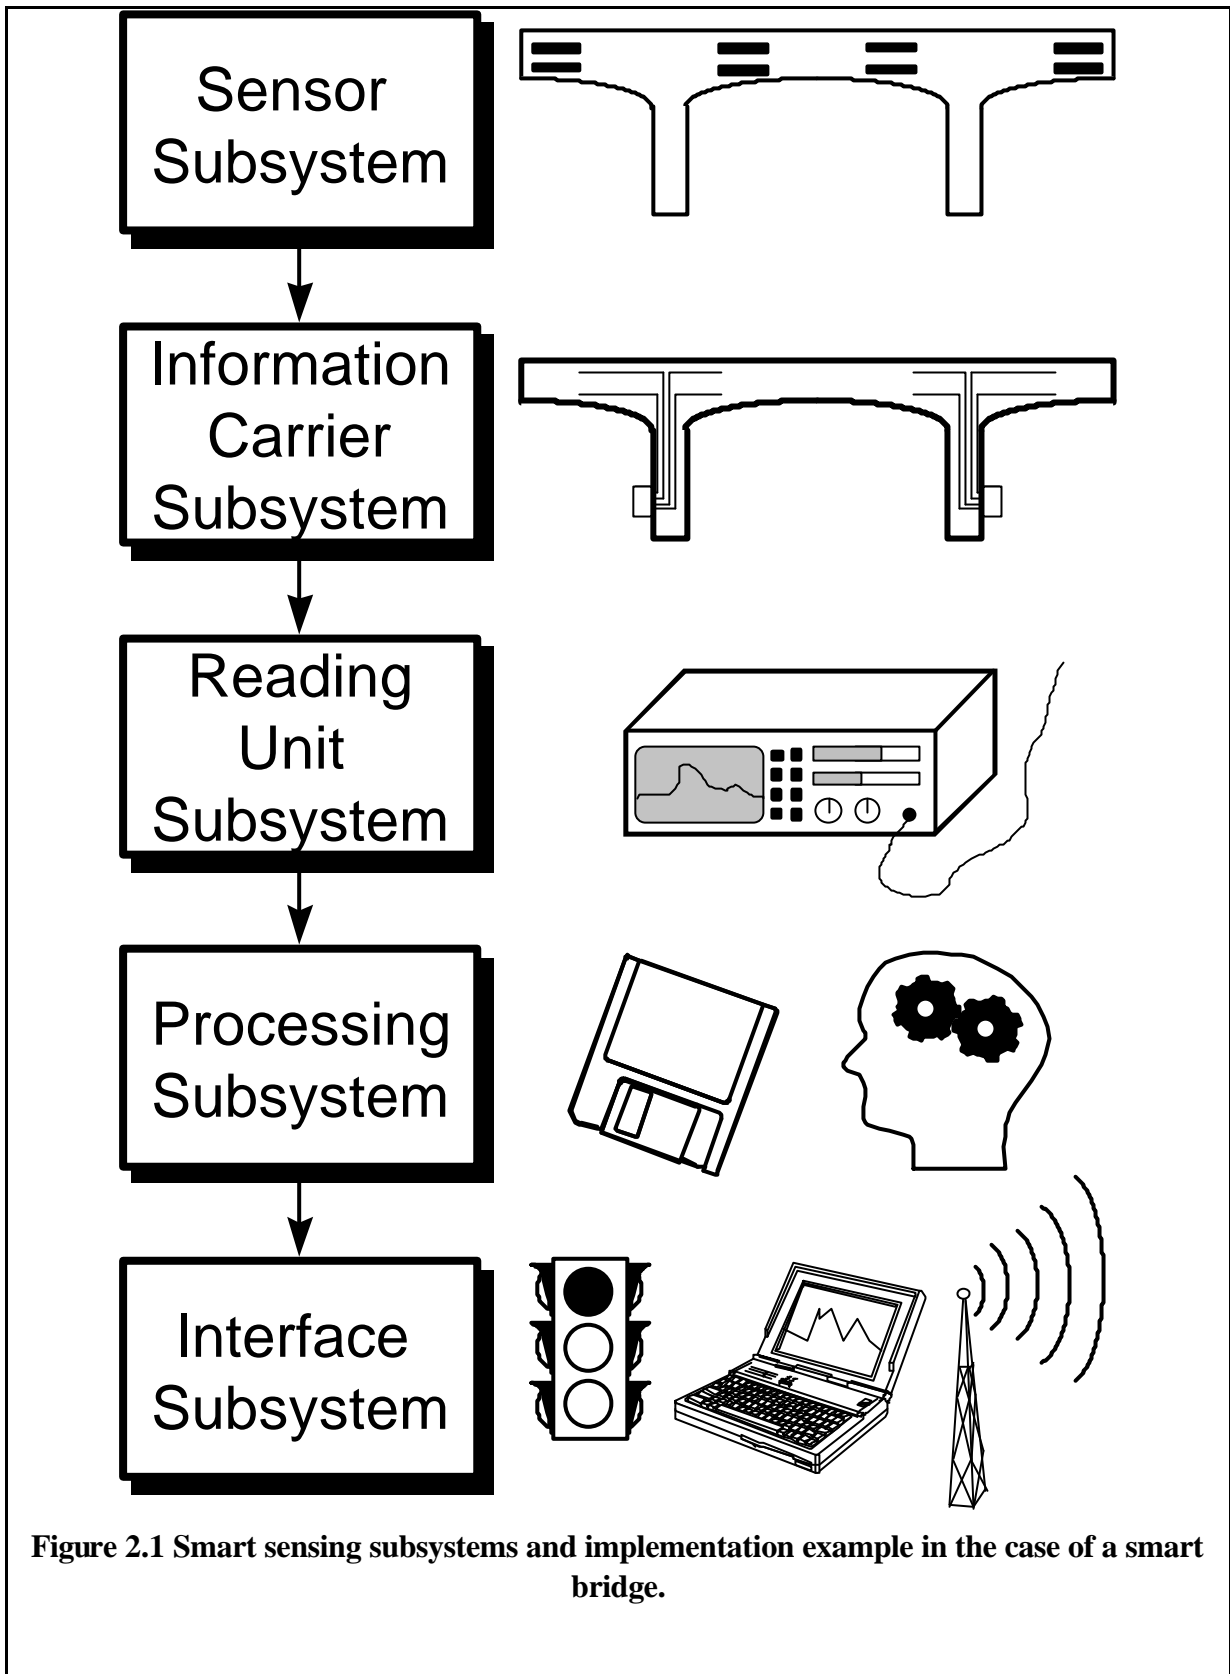 Sensor
Subsystem
Information
Carrier
Subsystem
Reading
Unit
Subsystem
Processing
Subsystem
Interface
Subsystem
Figure 2.1 Smart sensing subsystems and implementation example in the case of a smart
bridge.